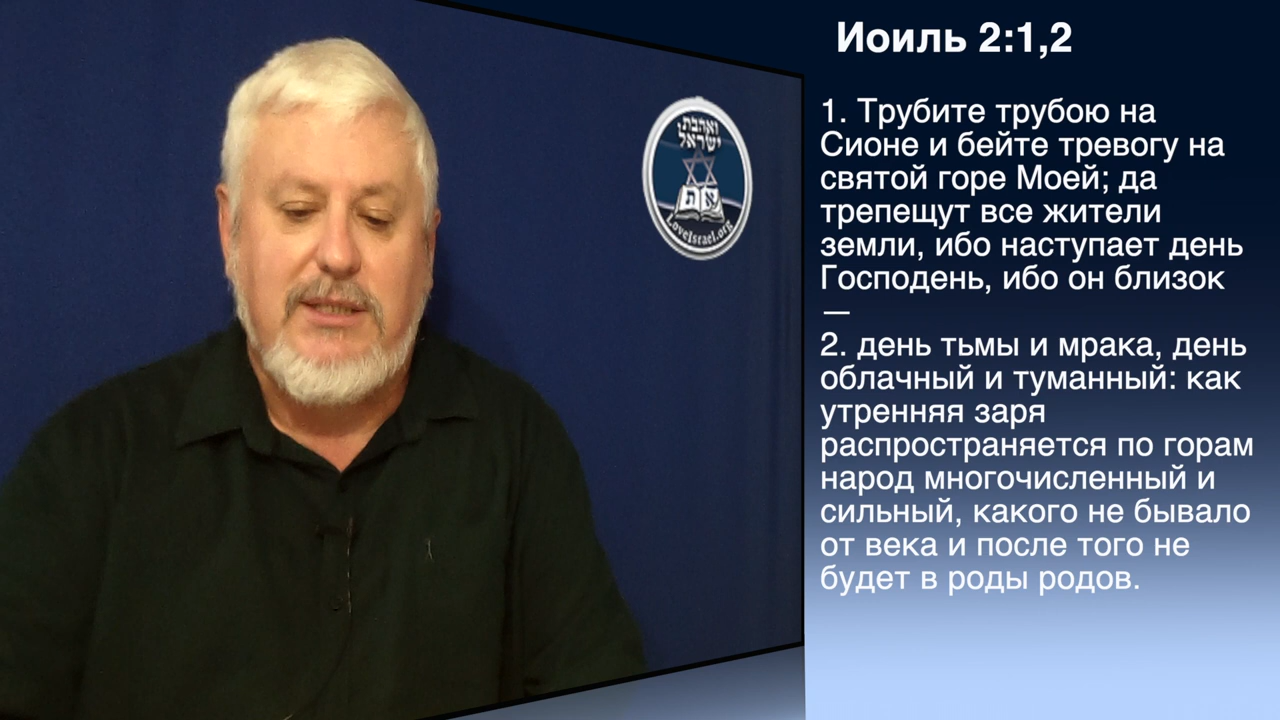 Иоиль 2:1,2
ואהבת
ישראל
א ת
LoveIsrael.org
1. Трубите трубою на
Сионе и бейте тревогу на
святой горе Моей; да
трепещут все жители
земли, ибо наступает день
Господень, ибо он близок
—
2. день тьмы и мрака, день
облачный и туманный: как
утренняя заря
распространяется по горам
народ многочисленный и
сильный, какого не бывало
от века и после того не
будет в роды родов.